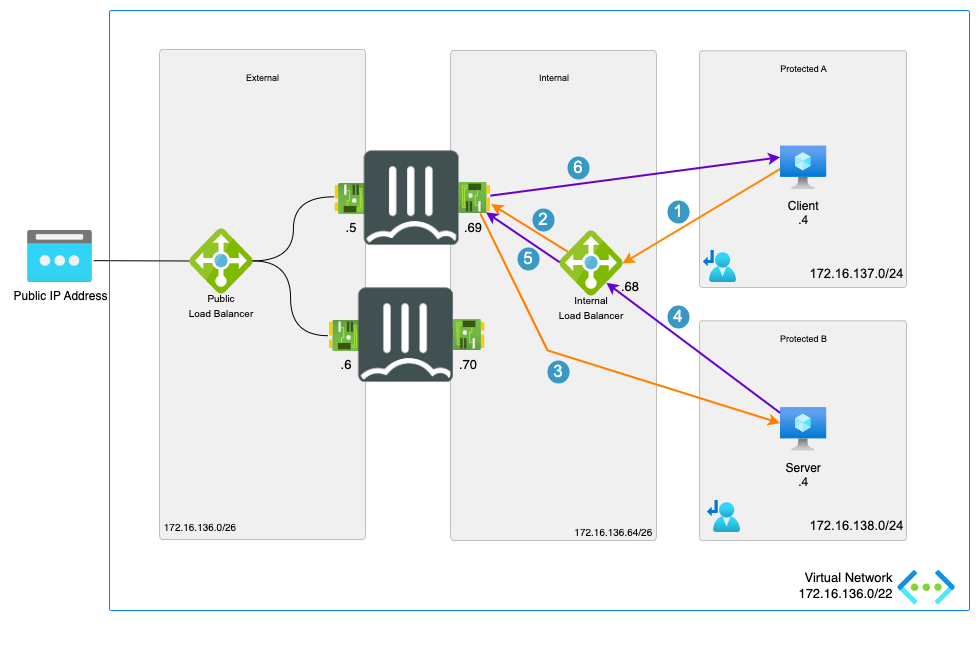 External
Internal
Protected A
6
Client
.4
1
2
.5
.69
5
172.16.137.0/24
.68
Public IP Address
Public
Load Balancer
Internal
Load Balancer
4
Protected B
.6
.70
3
Server
.4
172.16.136.0/26
172.16.136.64/26
172.16.138.0/24
Virtual Network
172.16.136.0/22